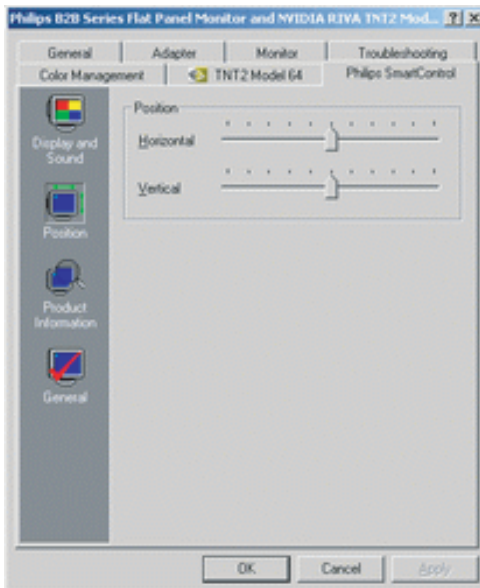 Philips B2B Series Flat Panel Monitor and NVIDIA RIVA TNT2 Mod...
General Adapter Monitor Troubleshooting
Color Management TNT2 Model 64 Philips SmartControl
Display and
Sound
Position
Product
Information
General
Position
Horizontal
Vertical
OK Cancel Apply